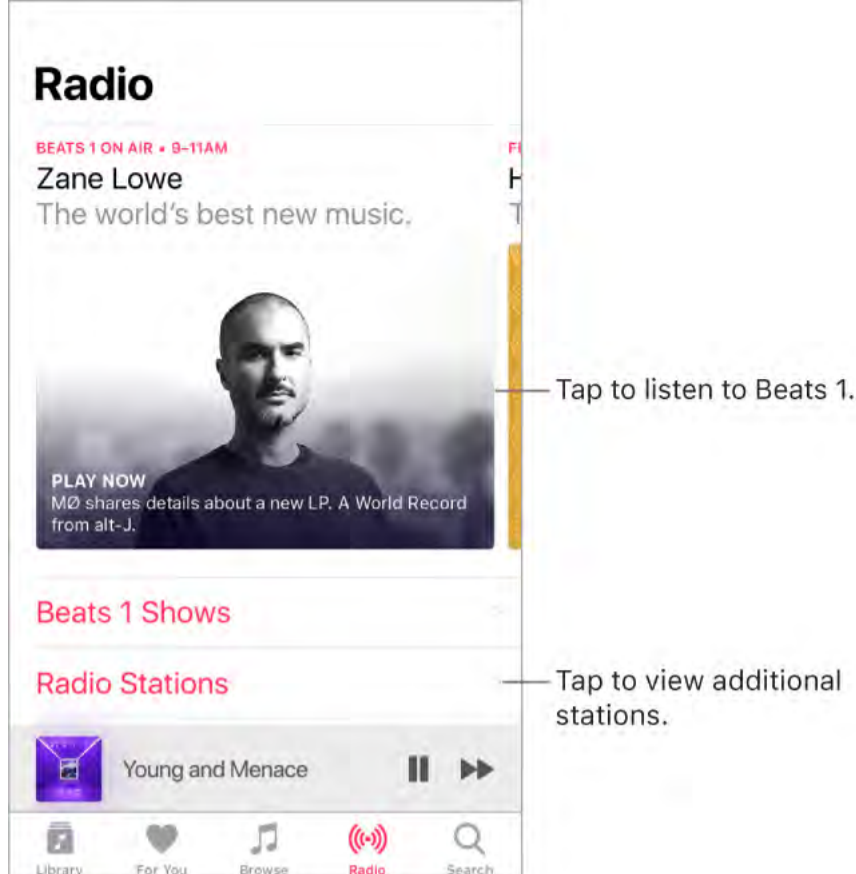 Radio
BEATS 1 ON AIR • 9–11AM
Zane Lowe
The world's best new music.
PLAY NOW
MØ shares details about a new LP. A World Record
from alt-J.
Tap to listen to Beats 1.
Beats 1 Shows
Radio Stations
Tap to view additional
stations.
Young and Menace
Library For You Browse Radio Search